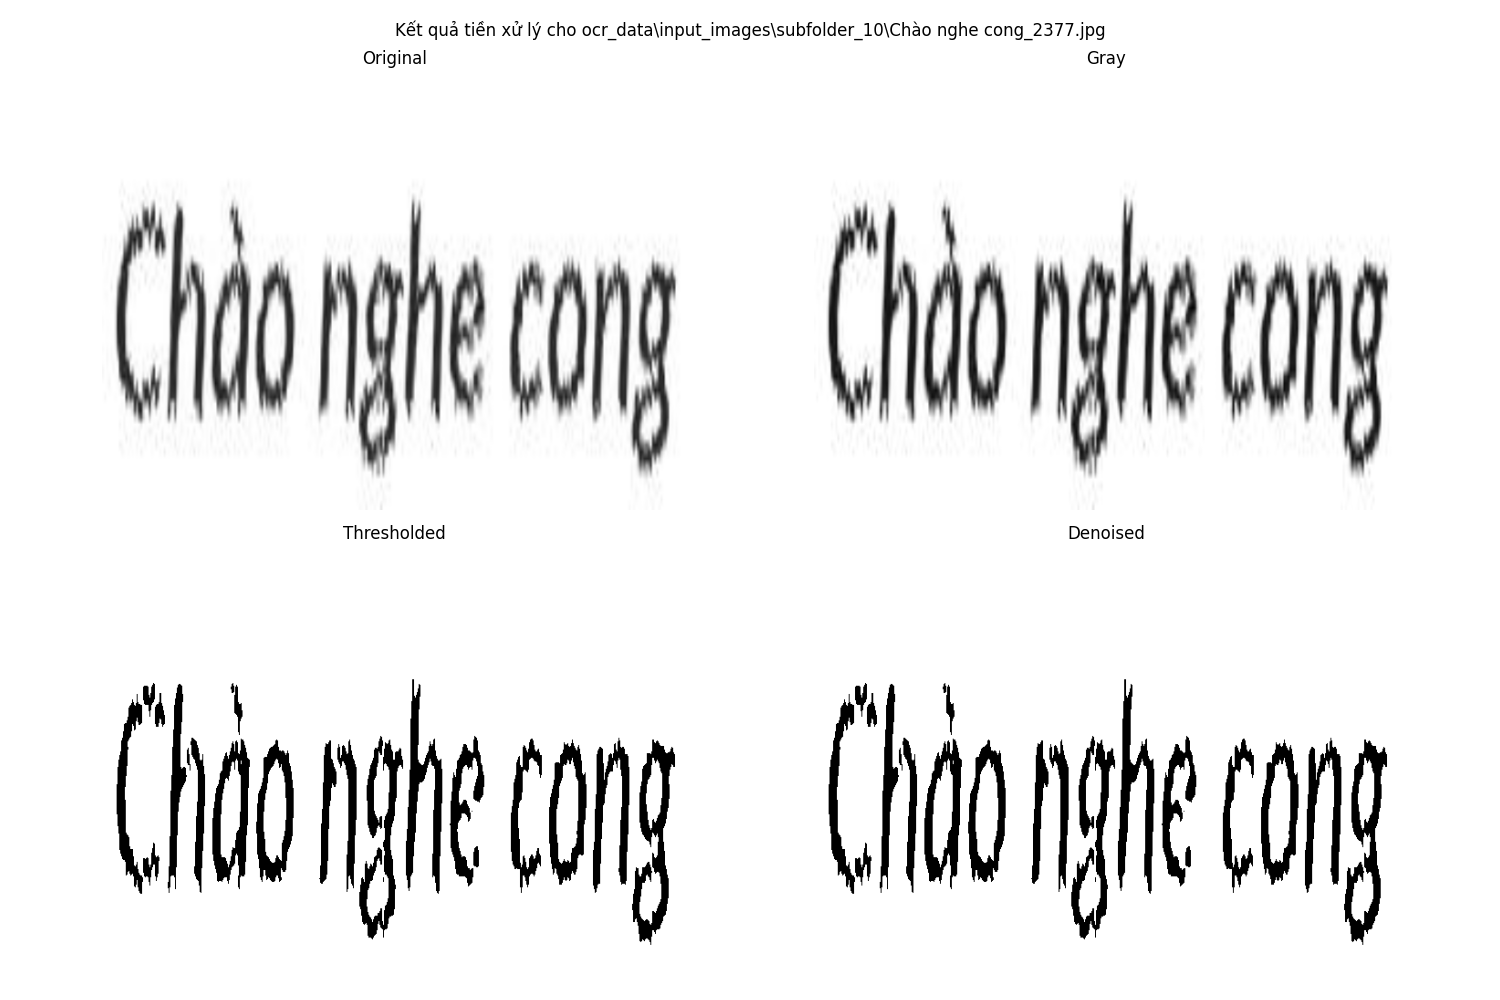 Kết quả tiền xử lý cho ocr_data\input_images\subfolder_10\Chào nghe cong_2377.jpg
Original
Gray
Chào nghe cong
Chào nghe cong
Thresholded
Denoised
Chào nghe cong
Chào nghe cong